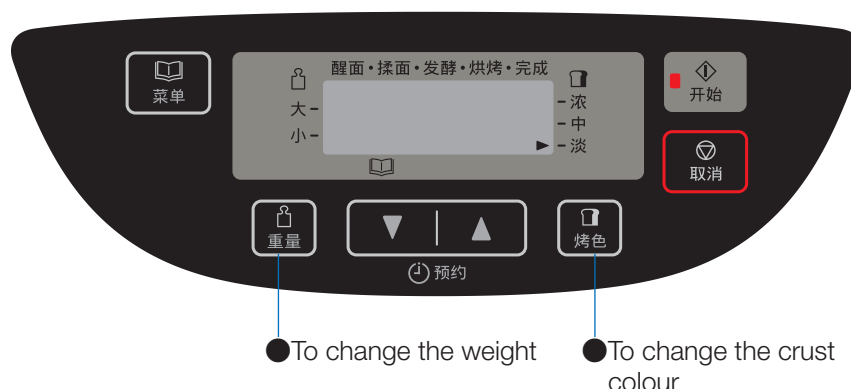 菜单
醒面・揉面・发酵・烘烤・完成
大
小
浓
中
淡
开始
取消
重量
烤色
预约
●To change the weight
●To change the crust
colour